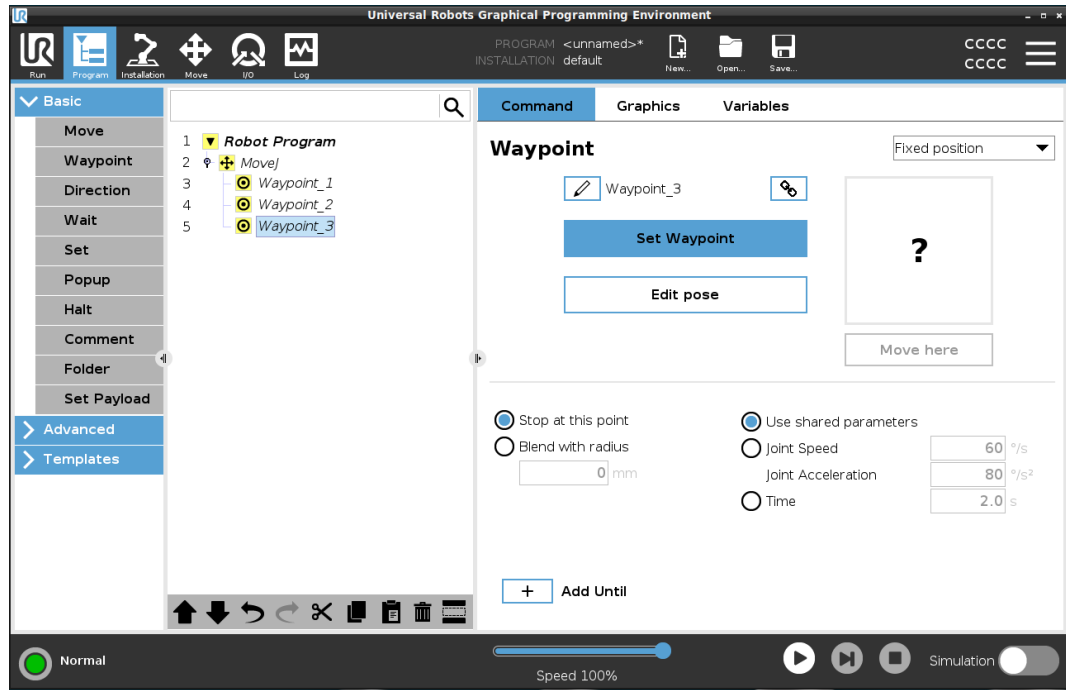 UR
Universal Robots Graphical Programming Environment
UR
Run
Program
Installation
Move
I/O
Log
PROGRAM <unnamed>*
INSTALLATION default
New...
Open...
Save...
CCCC
CCCC
Basic
Move
Waypoint
Direction
Wait
Set
Popup
Halt
Comment
Folder
Set Payload
Advanced
Templates
1 Robot Program
2 MoveJ
3 Waypoint_1
4 Waypoint_2
5 Waypoint_3
Command Graphics Variables
Waypoint
Fixed position
Waypoint_3
Set Waypoint
Edit pose
?
Move here
Stop at this point
Blend with radius
0 mm
Use shared parameters
Joint Speed 60 °/s
Joint Acceleration 80 °/s²
Time 2.0 s
+ Add Until
Normal
Speed 100%
Simulation